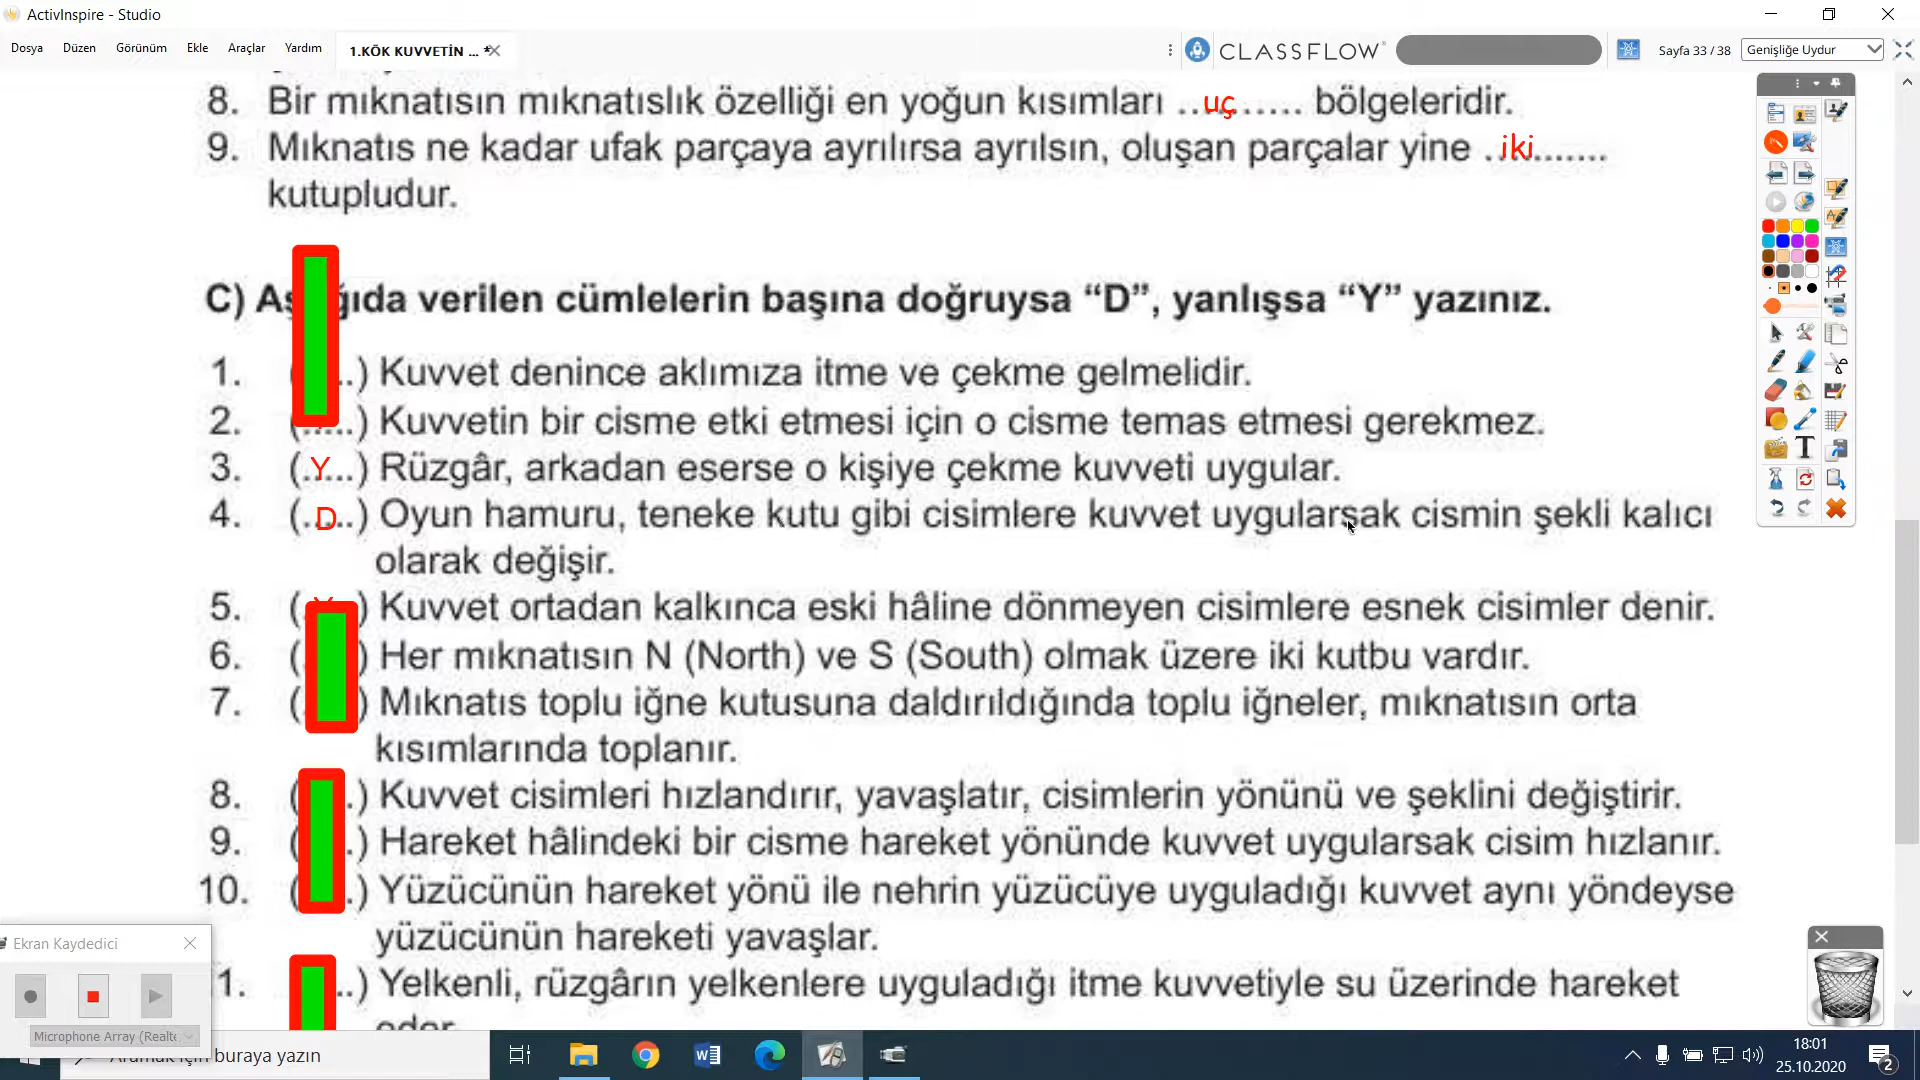 ActivInspire - Studio
Dosya Düzen Görünüm Ekle Araçlar Yardım 1.KÖK KUVVETİN ... * CLASSFLOW Sayfa 33 / 38 Genişliğe Uydur
8. Bir mıknatısın mıknatıslık özelliği en yoğun kısımları ..uç....... bölgeleridir.
9. Mıknatıs ne kadar ufak parçaya ayrılırsa ayrılsın, oluşan parçalar yine ..iki.......
kutupludur.
C) Aşağıda verilen cümlelerin başına doğruysa “D”, yanlışsa “Y” yazınız.
1. (...) Kuvvet denince aklımıza itme ve çekme gelmelidir.
2. (.....) Kuvvetin bir cisme etki etmesi için o cisme temas etmesi gerekmez.
3. (.Y...) Rüzgâr, arkadan eserse o kişiye çekme kuvveti uygular.
4. (..D..) Oyun hamuru, teneke kutu gibi cisimlere kuvvet uygularsak cismin şekli kalıcı
olarak değişir.
5. ( ) Kuvvet ortadan kalkınca eski hâline dönmeyen cisimlere esnek cisimler denir.
6. ( ) Her mıknatısın N (North) ve S (South) olmak üzere iki kutbu vardır.
7. ( ) Mıknatıs toplu iğne kutusuna daldırıldığında toplu iğneler, mıknatısın orta
kısımlarında toplanır.
8. ( .) Kuvvet cisimleri hızlandırır, yavaşlatır, cisimlerin yönünü ve şeklini değiştirir.
9. ( .) Hareket hâlindeki bir cisme hareket yönünde kuvvet uygularsak cisim hızlanır.
10. ( .) Yüzücünün hareket yönü ile nehrin yüzücüye uyguladığı kuvvet aynı yöndeyse
yüzücünün hareketi yavaşlar.
1. ..) Yelkenli, rüzgârın yelkenlere uyguladığı itme kuvvetiyle su üzerinde hareket
Ekran Kaydedici
Microphone Array (Realte
buraya yazın
18:01
25.10.2020
2